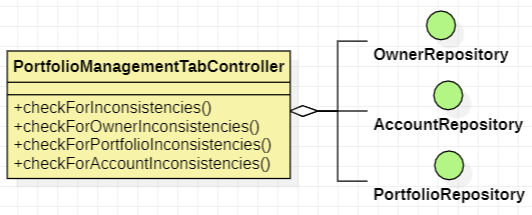 PortfolioManagementTabController
+checkForInconsistencies()
+checkForOwnerInconsistencies()
+checkForPortfolioInconsistencies()
+checkForAccountInconsistencies()
OwnerRepository
AccountRepository
PortfolioRepository